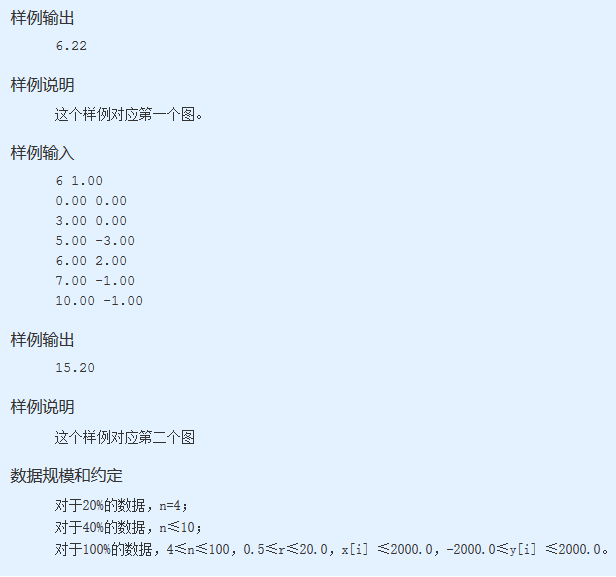 样例输出
6.22
样例说明
这个样例对应第一个图。
样例输入
6 1.00
0.00 0.00
3.00 0.00
5.00 -3.00
6.00 2.00
7.00 -1.00
10.00 -1.00
样例输出
15.20
样例说明
这个样例对应第二个图
数据规模和约定
对于20%的数据，n=4；
对于40%的数据，n≤10；
对于100%的数据，4≤n≤100，0.5≤r≤20.0，x[i] ≤2000.0，-2000.0≤y[i] ≤2000.0。